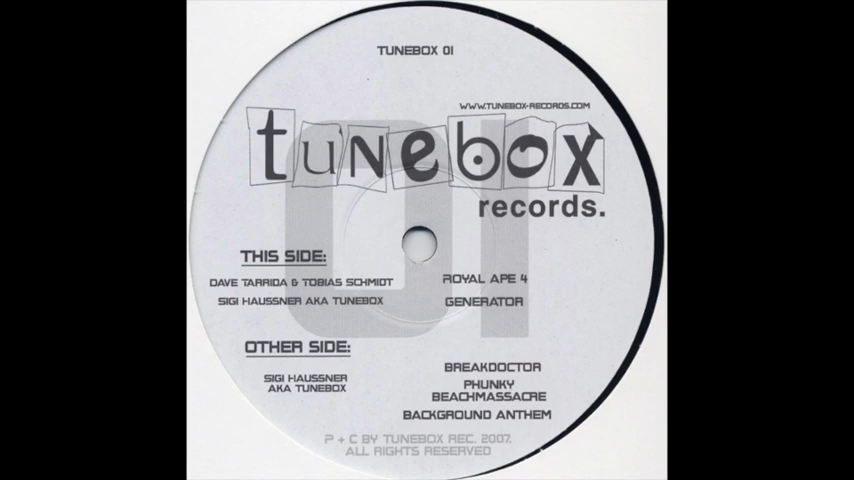 TUNEBOX 01
WWW.TUNEBOX-RECORDS.COM
01
tunebox
records.
THIS SIDE:
DAVE TARRIDA & TOBIAS SCHMIDT ROYAL APE 4
SIGI HAUSSNER AKA TUNEBOX GENERATOR
OTHER SIDE:
SIGI HAUSSNER
AKA TUNEBOX
BREAKDOCTOR
PHUNKY
BEACHMASSACRE
BACKGROUND ANTHEM
P + C BY TUNEBOX REC. 2007.
ALL RIGHTS RESERVED